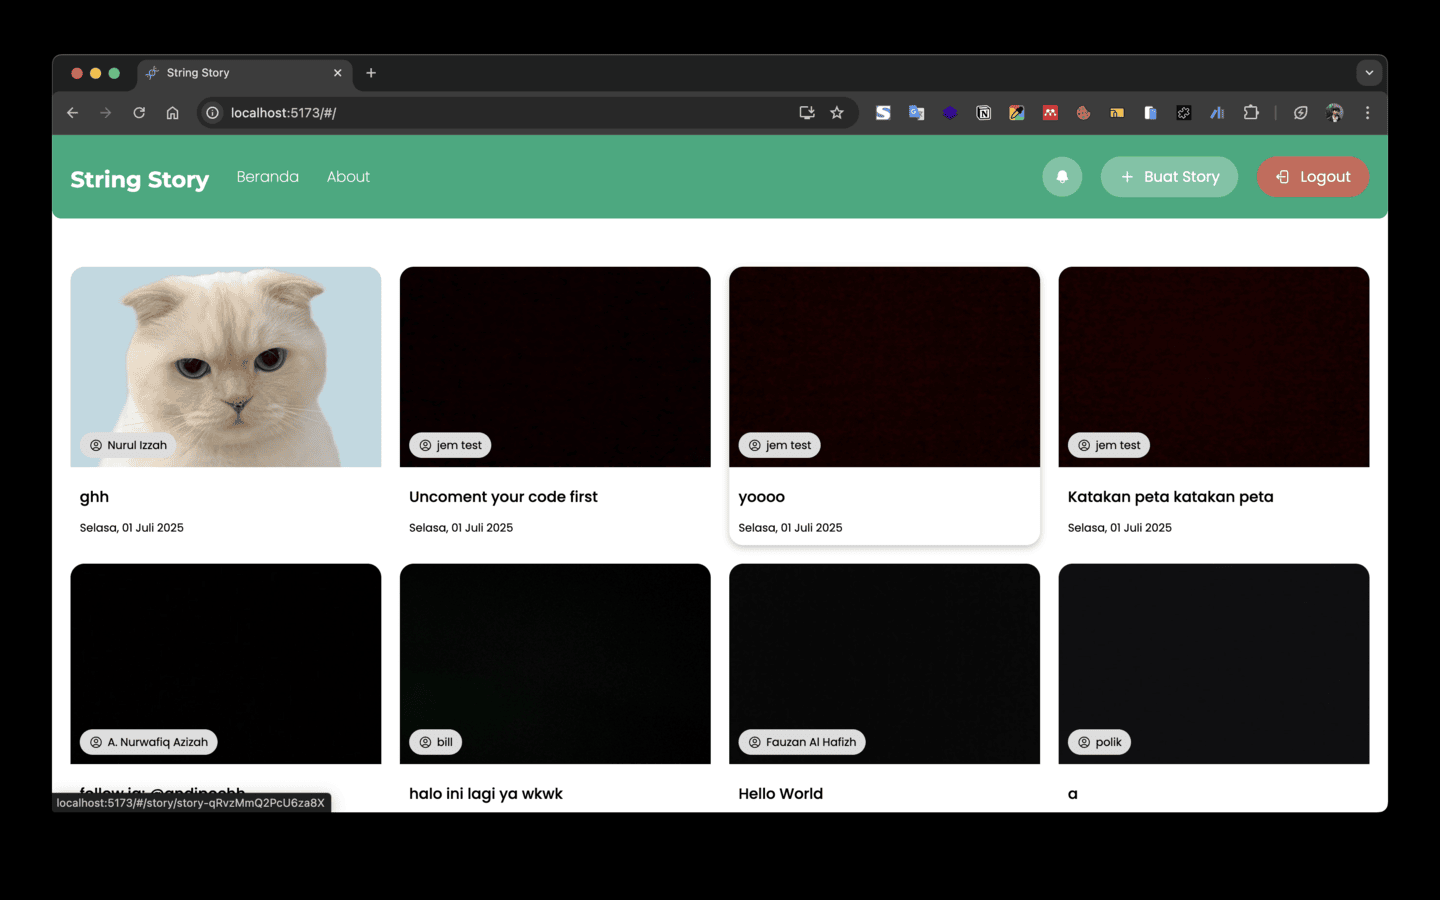 String Story
localhost:5173/#/
String Story
Beranda
About
Buat Story
Logout
Nurul Izzah
jem test
jem test
jem test
ghh
Uncoment your code first
yoooo
Katakan peta katakan peta
Selasa, 01 Juli 2025
Selasa, 01 Juli 2025
Selasa, 01 Juli 2025
Selasa, 01 Juli 2025
A. Nurwafiq Azizah
bill
Fauzan Al Hafizh
polik
follow ig:
halo ini lagi ya wkwk
Hello World
a
localhost:5173/#/story/story-qRvzMmQ2PcU6za8X